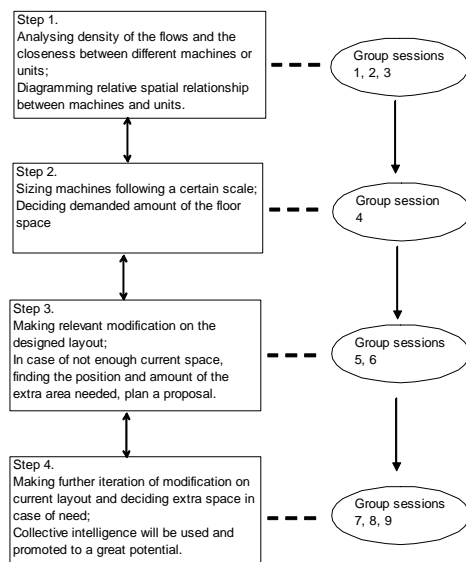 Step 1.
Analysing density of the flows and the
closeness between different machines or
units;
Diagramming relative spatial relationship
between machines and units.
Group sessions
1, 2, 3
Step 2.
Sizing machines following a certain scale;
Deciding demanded amount of the floor
space
Group session
4
Step 3.
Making relevant modification on the
designed layout;
In case of not enough current space,
finding the position and amount of the
extra area needed, plan a proposal.
Group sessions
5, 6
Step 4.
Making further iteration of modification on
current layout and deciding extra space in
case of need;
Collective intelligence will be used and
promoted to a great potential.
Group sessions
7, 8, 9